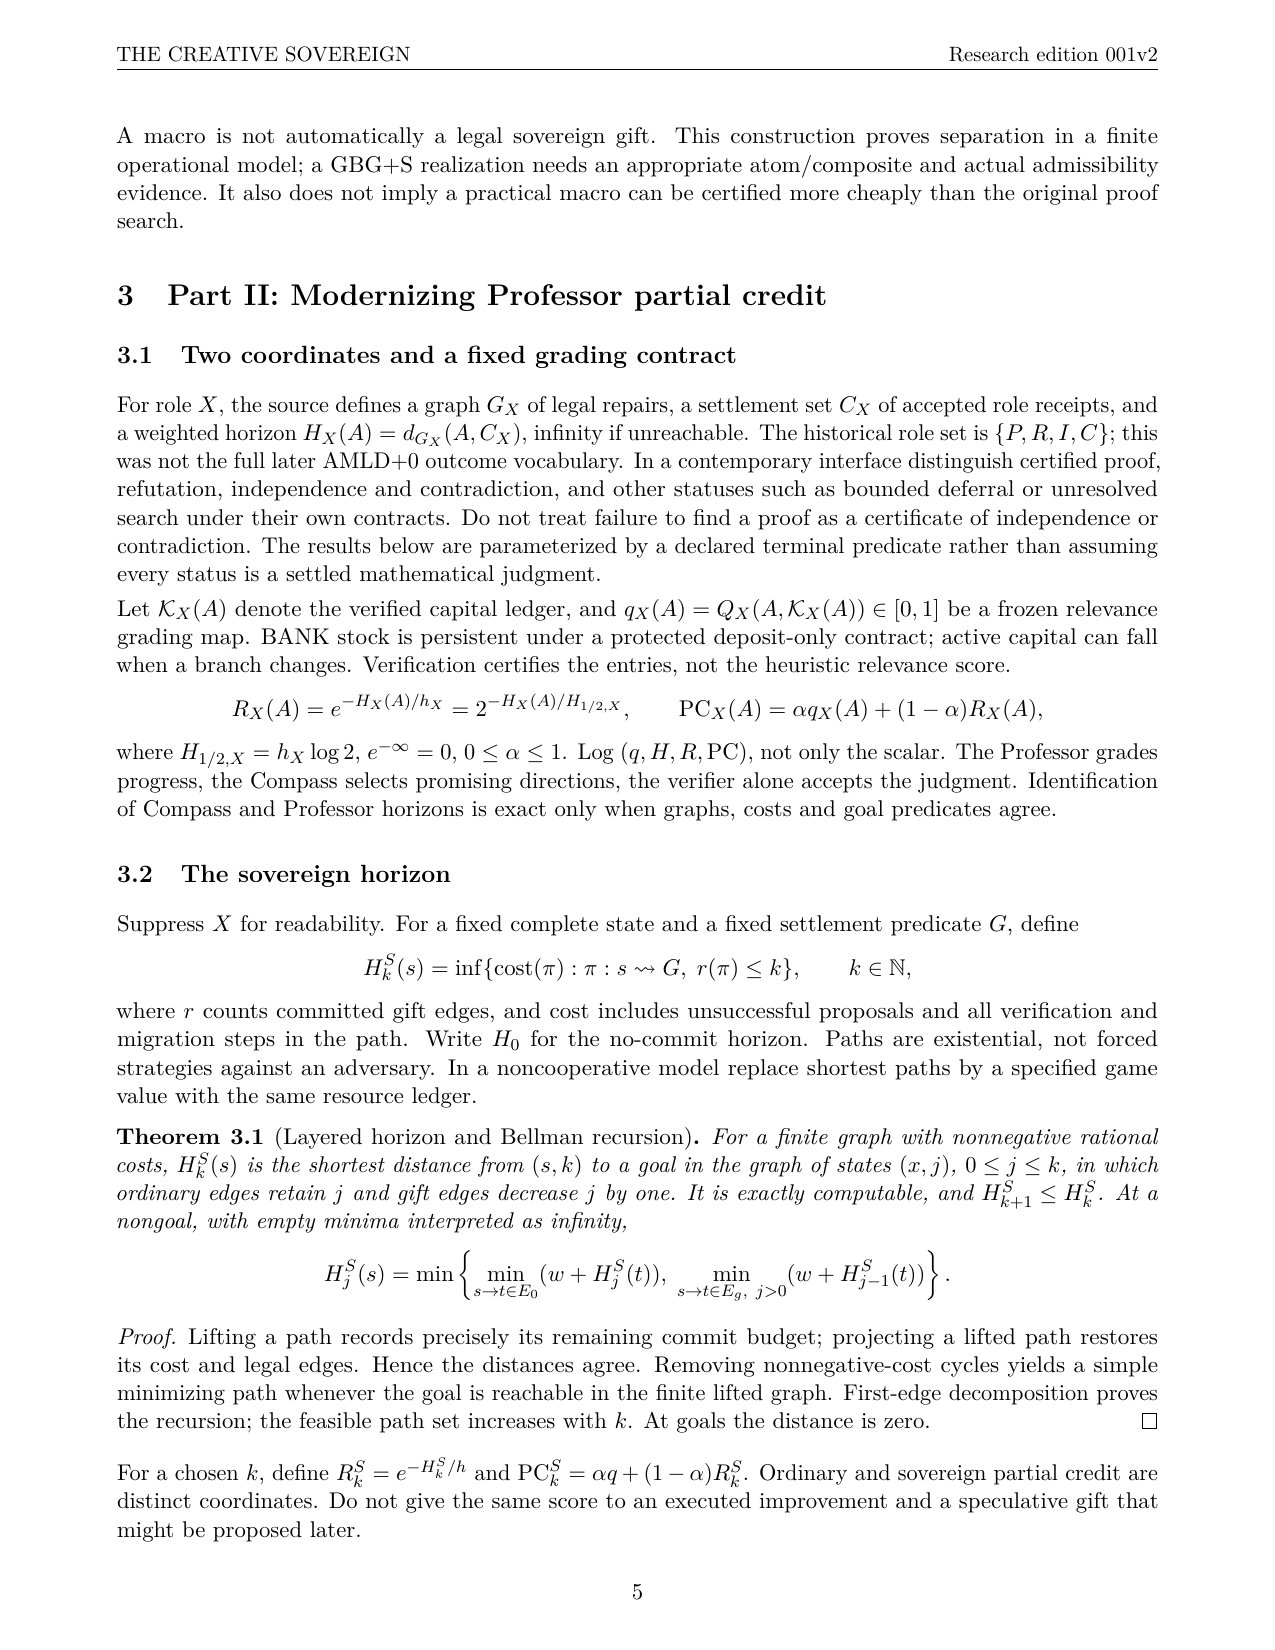 THE CREATIVE SOVEREIGN Research edition 001v2
A macro is not automatically a legal sovereign gift. This construction proves separation in a finite
operational model; a GBG+S realization needs an appropriate atom/composite and actual admissibility
evidence. It also does not imply a practical macro can be certified more cheaply than the original proof
search.
3 Part II: Modernizing Professor partial credit
3.1 Two coordinates and a fixed grading contract
For role X, the source defines a graph G_X of legal repairs, a settlement set C_X of accepted role receipts, and
a weighted horizon H_X(A) = d_{G_X}(A, C_X), infinity if unreachable. The historical role set is {P, R, I, C}; this
was not the full later AMLD+0 outcome vocabulary. In a contemporary interface distinguish certified proof,
refutation, independence and contradiction, and other statuses such as bounded deferral or unresolved
search under their own contracts. Do not treat failure to find a proof as a certificate of independence or
contradiction. The results below are parameterized by a declared terminal predicate rather than assuming
every status is a settled mathematical judgment.
Let 𝒦_X(A) denote the verified capital ledger, and q_X(A) = Q_X(A, 𝒦_X(A)) ∈ [0, 1] be a frozen relevance
grading map. BANK stock is persistent under a protected deposit-only contract; active capital can fall
when a branch changes. Verification certifies the entries, not the heuristic relevance score.
R_X(A) = e^{−H_X(A)/h_X} = 2^{−H_X(A)/H_{1/2,X}}, PC_X(A) = αq_X(A) + (1 − α)R_X(A),
where H_{1/2,X} = h_X log 2, e^{−∞} = 0, 0 ≤ α ≤ 1. Log (q, H, R, PC), not only the scalar. The Professor grades
progress, the Compass selects promising directions, the verifier alone accepts the judgment. Identification
of Compass and Professor horizons is exact only when graphs, costs and goal predicates agree.
3.2 The sovereign horizon
Suppress X for readability. For a fixed complete state and a fixed settlement predicate G, define
H_k^S(s) = inf{cost(π) : π : s ⇝ G, r(π) ≤ k}, k ∈ ℕ,
where r counts committed gift edges, and cost includes unsuccessful proposals and all verification and
migration steps in the path. Write H_0 for the no-commit horizon. Paths are existential, not forced
strategies against an adversary. In a noncooperative model replace shortest paths by a specified game
value with the same resource ledger.
Theorem 3.1 (Layered horizon and Bellman recursion). For a finite graph with nonnegative rational
costs, H_k^S(s) is the shortest distance from (s, k) to a goal in the graph of states (x, j), 0 ≤ j ≤ k, in which
ordinary edges retain j and gift edges decrease j by one. It is exactly computable, and H_{k+1}^S ≤ H_k^S. At a
nongoal, with empty minima interpreted as infinity,
H_j^S(s) = min { min_{s→t∈E_0} (w + H_j^S(t)), min_{s→t∈E_g, j>0} (w + H_{j−1}^S(t)) } .
Proof. Lifting a path records precisely its remaining commit budget; projecting a lifted path restores
its cost and legal edges. Hence the distances agree. Removing nonnegative-cost cycles yields a simple
minimizing path whenever the goal is reachable in the finite lifted graph. First-edge decomposition proves
the recursion; the feasible path set increases with k. At goals the distance is zero. □
For a chosen k, define R_k^S = e^{−H_k^S/h} and PC_k^S = αq + (1 − α)R_k^S. Ordinary and sovereign partial credit are
distinct coordinates. Do not give the same score to an executed improvement and a speculative gift that
might be proposed later.
5